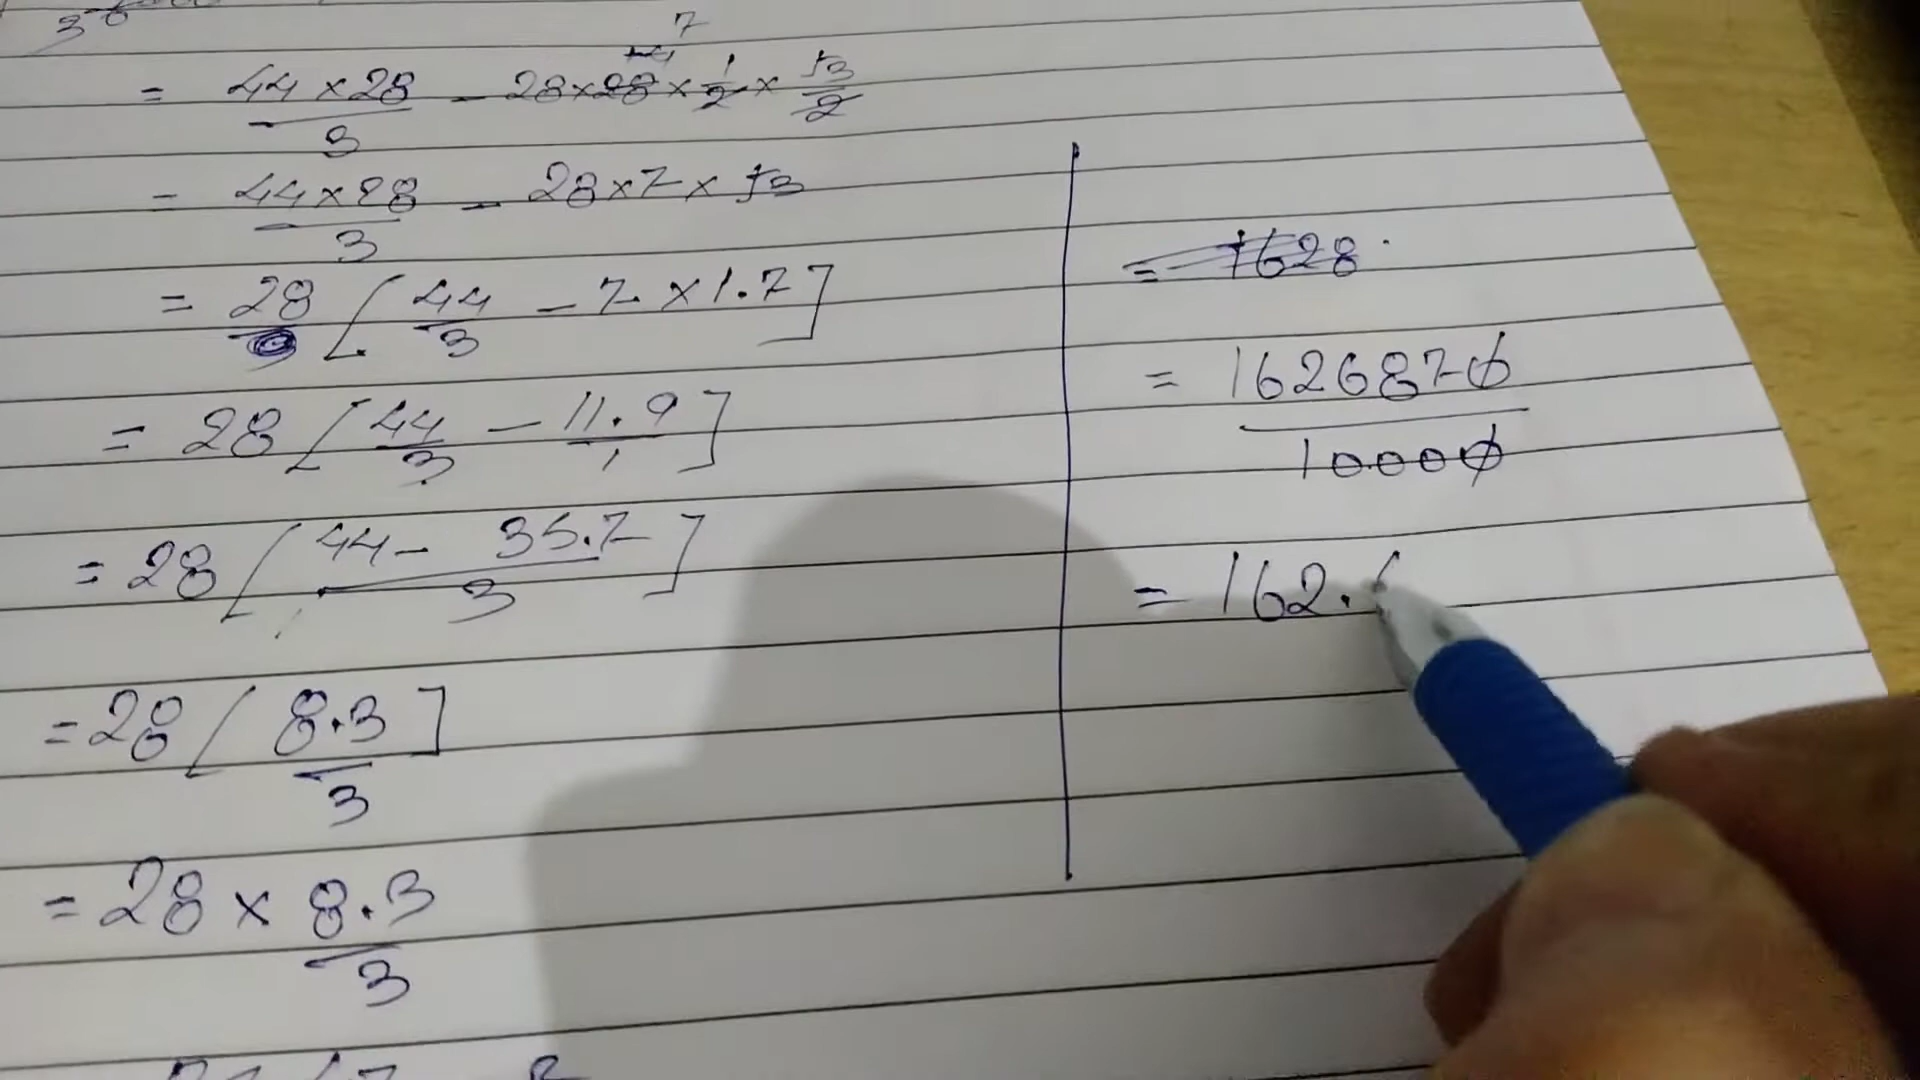 = 44 × 28 / 3 - 28 × 28 × 1/2 × √3/2
= 44 × 28 / 3 - 28 × 7 × √3
= 28 [ 44/3 - 7 × 1.7 ]
= 28 [ 44/3 - 11.9/1 ]
= 28 [ 44 - 35.7 / 3 ]
= 28 [ 8.3 / 3 ]
= 28 × 8.3 / 3
= 1628
= 1626870 / 10000
= 162.6